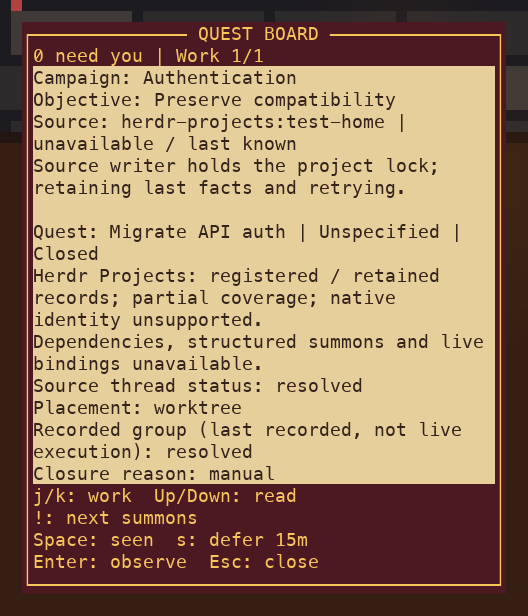 QUEST BOARD
0 need you | Work 1/1
Campaign: Authentication
Objective: Preserve compatibility
Source: herdr-projects:test-home |
unavailable / last known
Source writer holds the project lock;
retaining last facts and retrying.
Quest: Migrate API auth | Unspecified |
Closed
Herdr Projects: registered / retained
records; partial coverage; native
identity unsupported.
Dependencies, structured summons and live
bindings unavailable.
Source thread status: resolved
Placement: worktree
Recorded group (last recorded, not live
execution): resolved
Closure reason: manual
j/k: work  Up/Down: read
!: next summons
Space: seen  s: defer 15m
Enter: observe  Esc: close